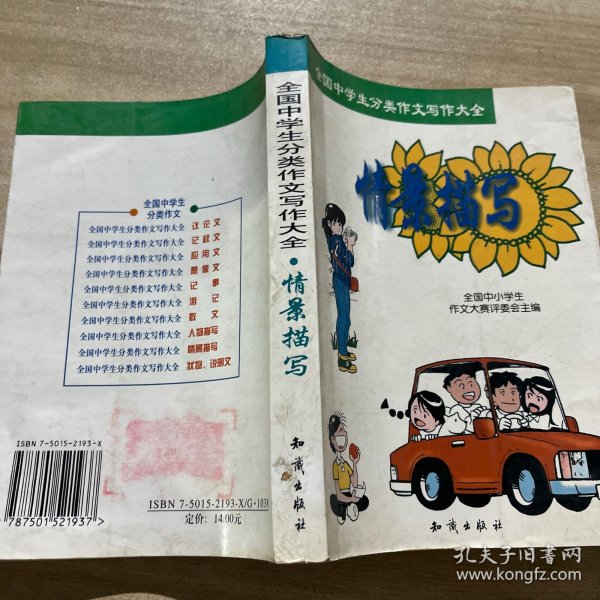 全国中学生分类作文写作大全
情景描写
全国中小学生
作文大赛评委会主编
知识出版社
全国中学生分类作文写作大全·情景描写
知识出版社
全国中学生
分类作文
全国中学生分类作文写作大全 议论文
全国中学生分类作文写作大全 记叙文
全国中学生分类作文写作大全 应用文
全国中学生分类作文写作大全 想像文
全国中学生分类作文写作大全 记事
全国中学生分类作文写作大全 游记
全国中学生分类作文写作大全 散文
全国中学生分类作文写作大全 人物描写
全国中学生分类作文写作大全 情景描写
全国中学生分类作文写作大全 状物、说明文
ISBN 7-5015-2193-X
787501521937>
ISBN 7-5015-2193-X/G·1038
定价：14.00元
孔夫子旧书网
www.kongfz.com